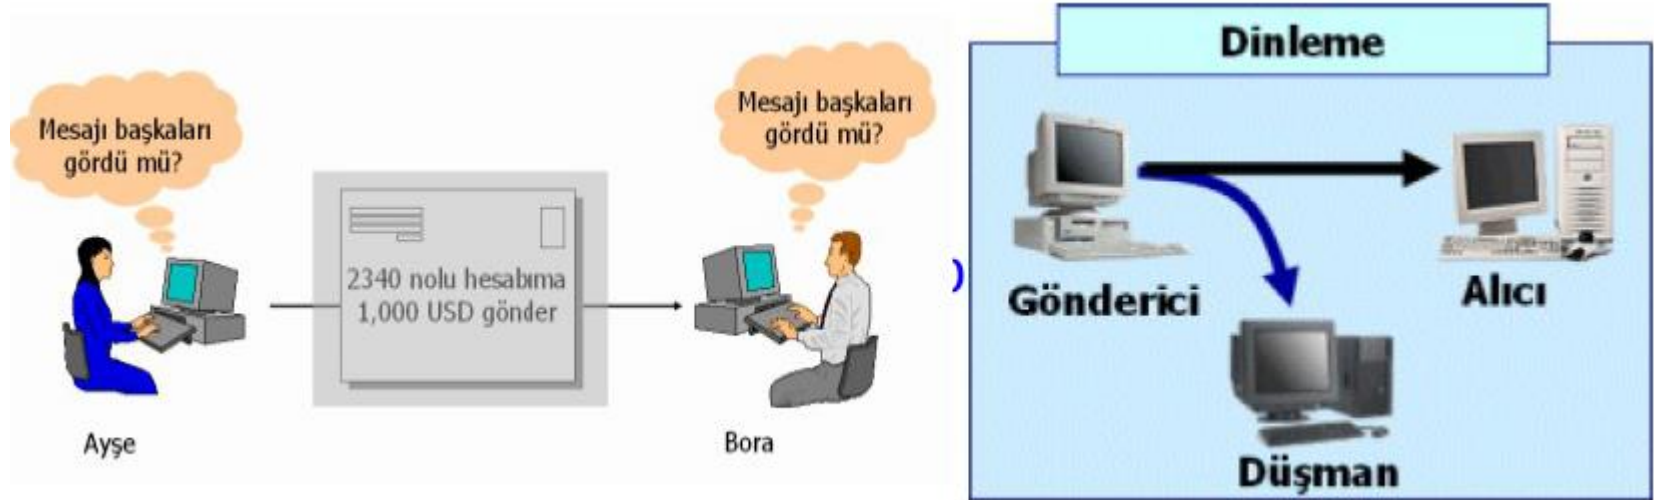 Mesajı başkaları
gördü mü?
2340 nolu hesabıma
1,000 USD gönder
Mesajı başkaları
gördü mü?
Ayşe
Bora
)
Dinleme
Gönderici
Alıcı
Düşman